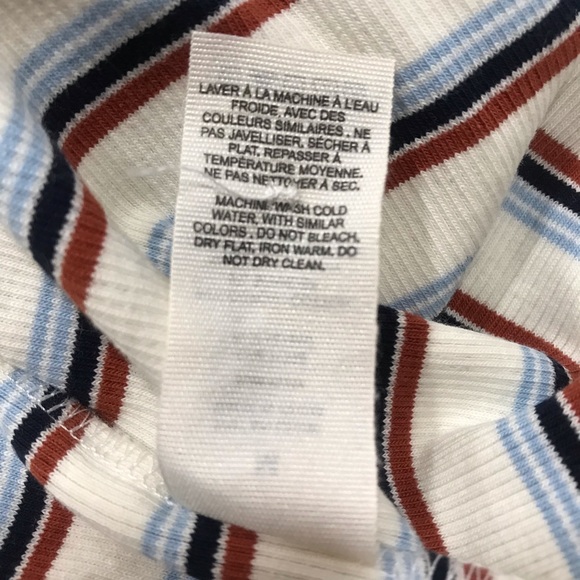 LAVER À LA MACHINE À L'EAU
FROIDE, AVEC DES
COULEURS SIMILAIRES . NE
PAS JAVELLISER, SÉCHER À
PLAT, REPASSER À
TEMPÉRATURE MOYENNE.
NE PAS NETTOYER À SEC.
MACHINE WASH COLD
WATER, WITH SIMILAR
COLORS . DO NOT BLEACH,
DRY FLAT, IRON WARM. DO
NOT DRY CLEAN.